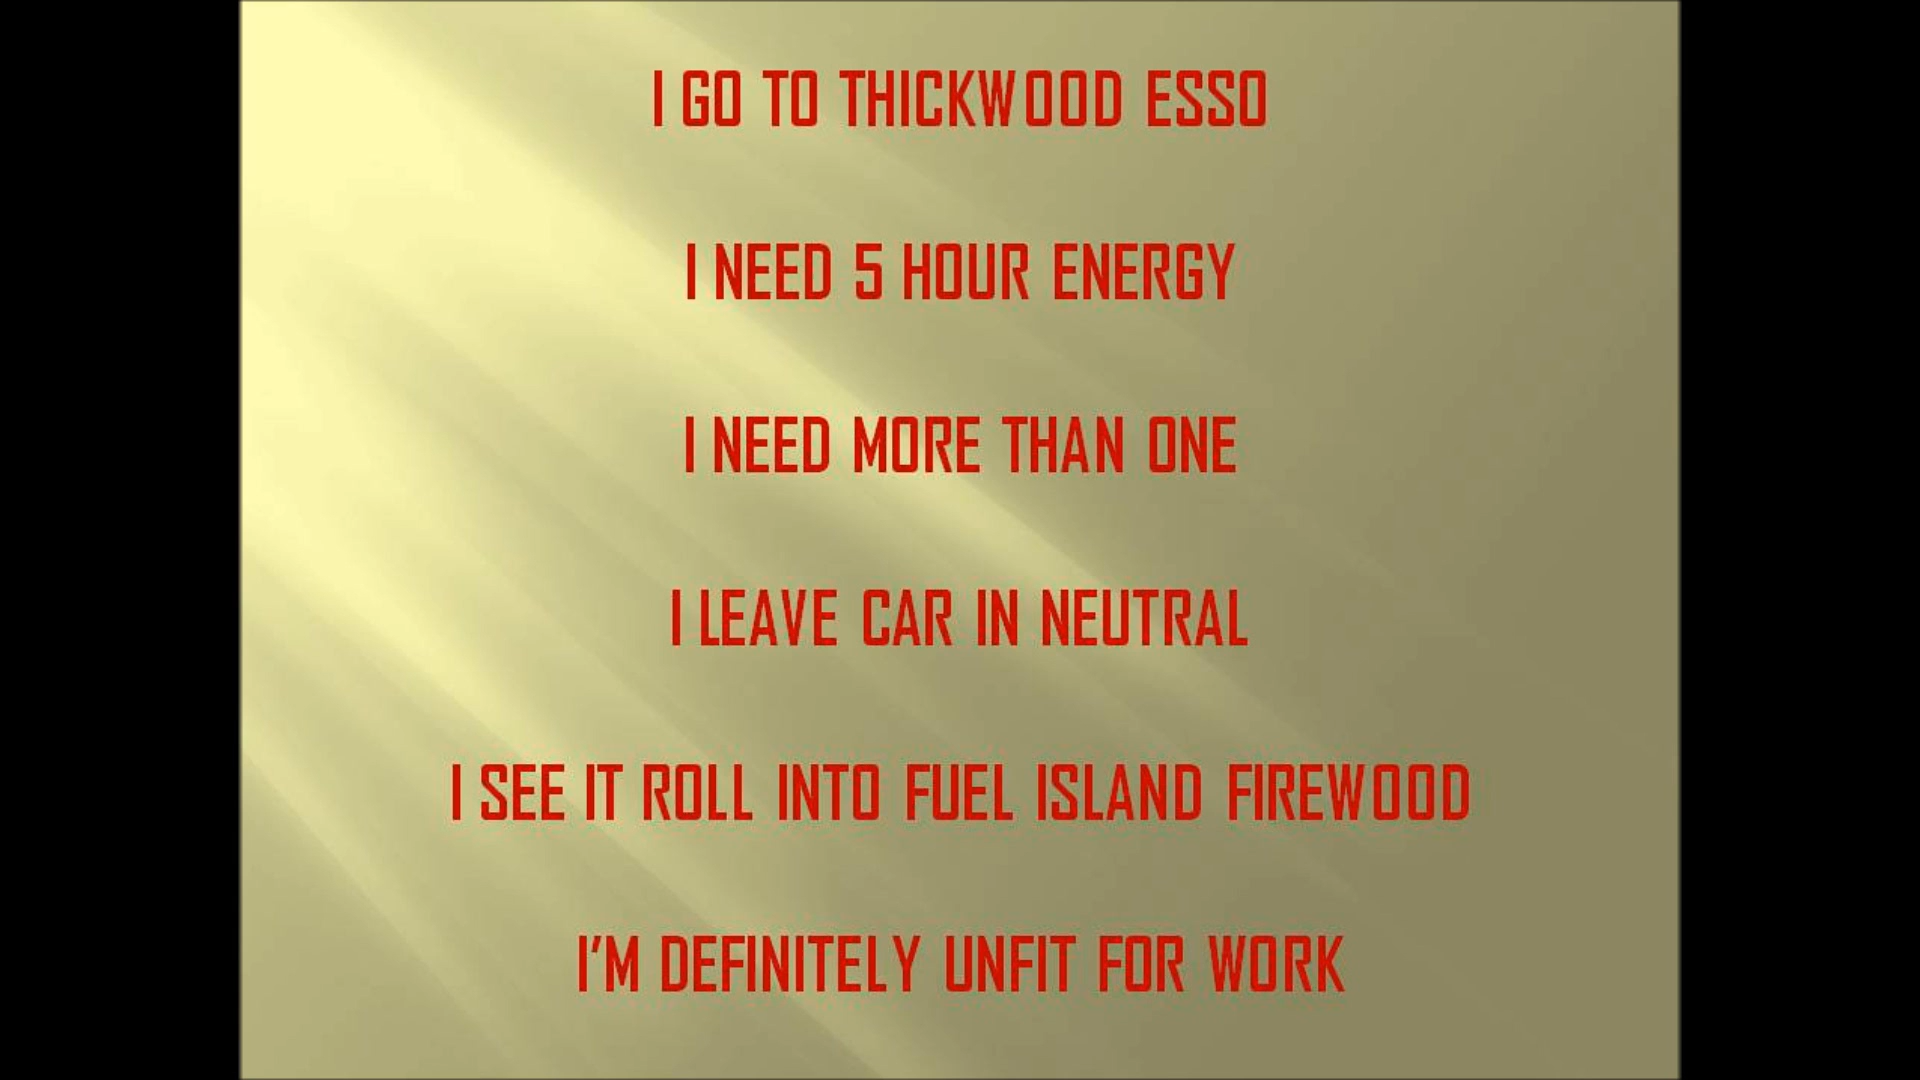 I GO TO THICKWOOD ESSO
I NEED 5 HOUR ENERGY
I NEED MORE THAN ONE
I LEAVE CAR IN NEUTRAL
I SEE IT ROLL INTO FUEL ISLAND FIREWOOD
I'M DEFINITELY UNFIT FOR WORK